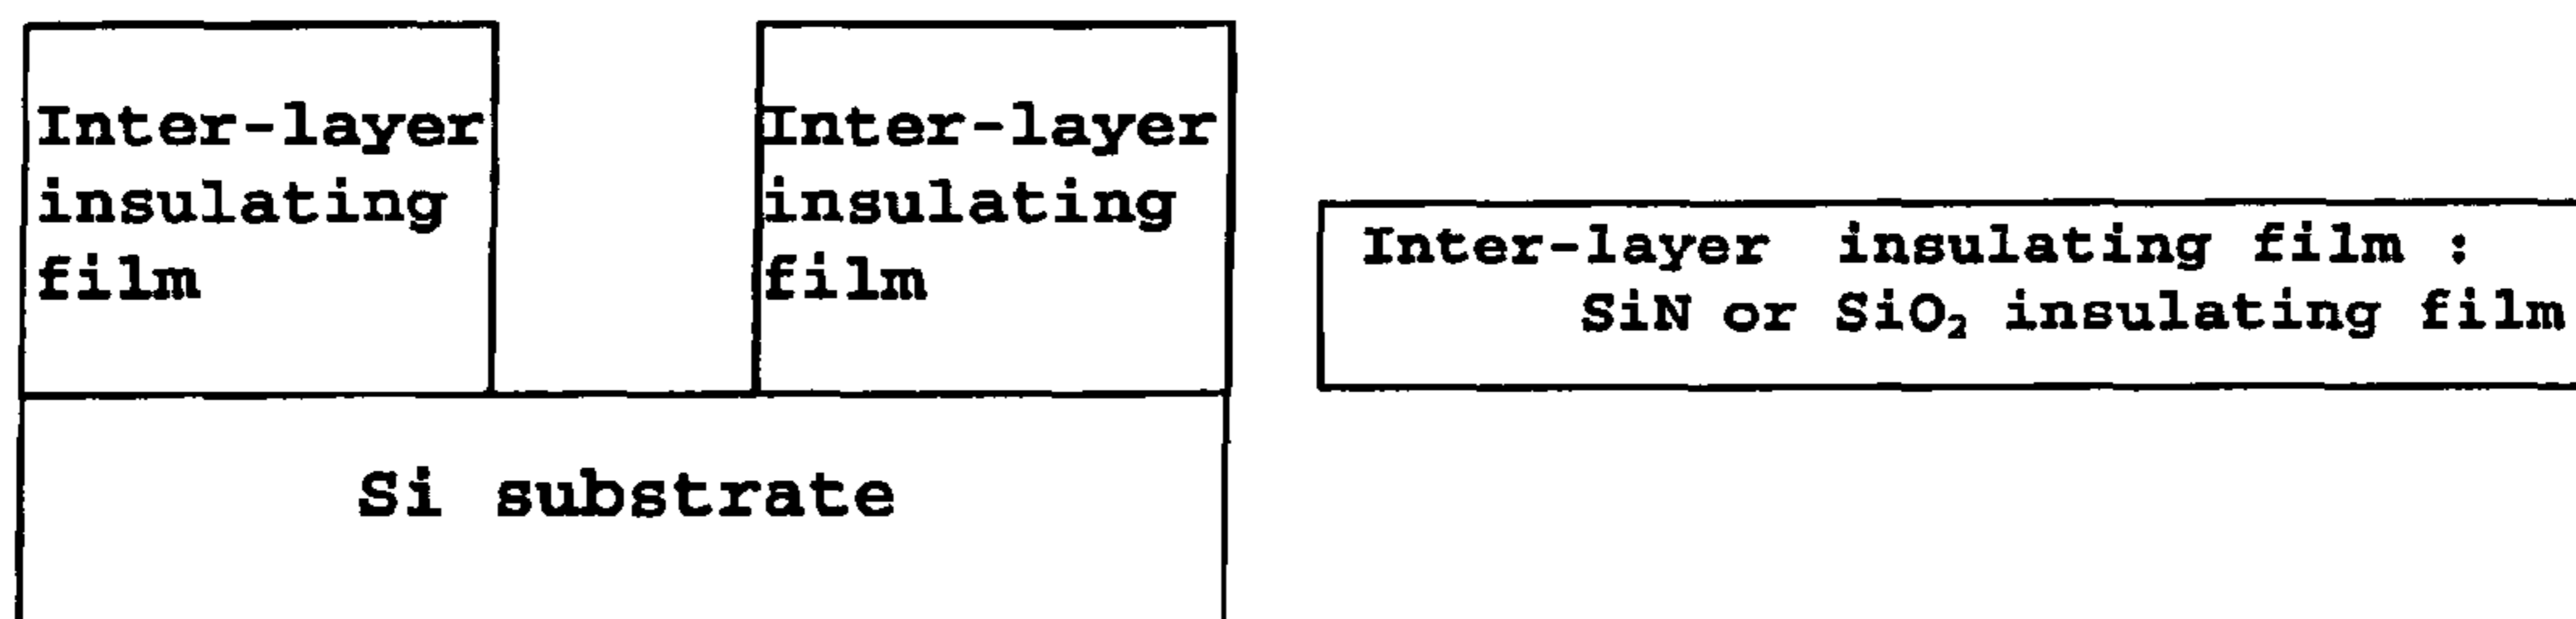 Inter-layer
insulating
film
Inter-layer
insulating
film
Inter-layer insulating film :
SiN or SiO₂ insulating film
Si substrate